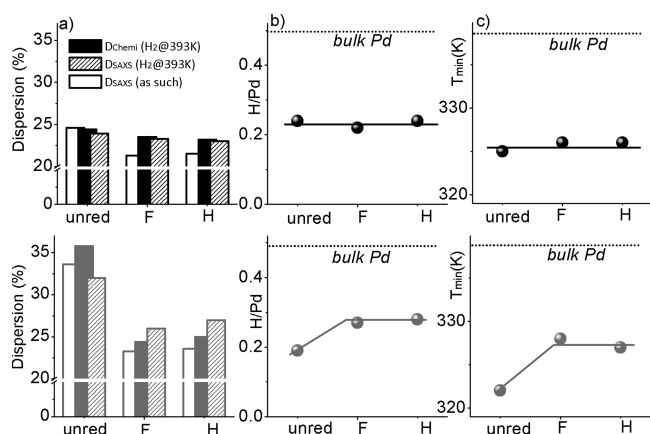 a)
b)
c)
35
30
25
20
0
Dispersion (%)
DChemi (H2@393K)
DSAXS (H2@393K)
DSAXS (as such)
unred F H
0.4
0.2
0.0
H/Pd
bulk Pd
unred F H
330
320
Tmin(K)
bulk Pd
unred F H
35
30
25
20
0
Dispersion (%)
unred F H
0.4
0.2
0.0
H/Pd
bulk Pd
unred F H
330
320
Tmin(K)
bulk Pd
unred F H